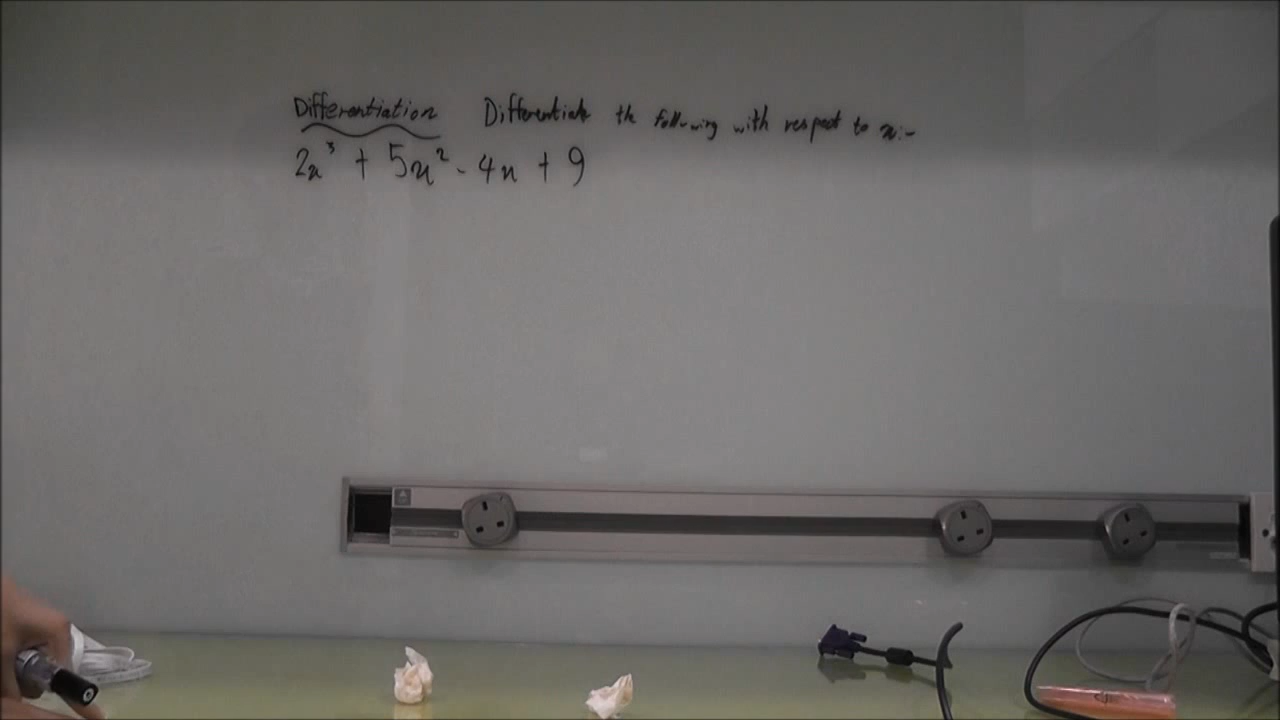 Differentiation Differentiate the following with respect to x:-
2x³ + 5x² - 4x + 9